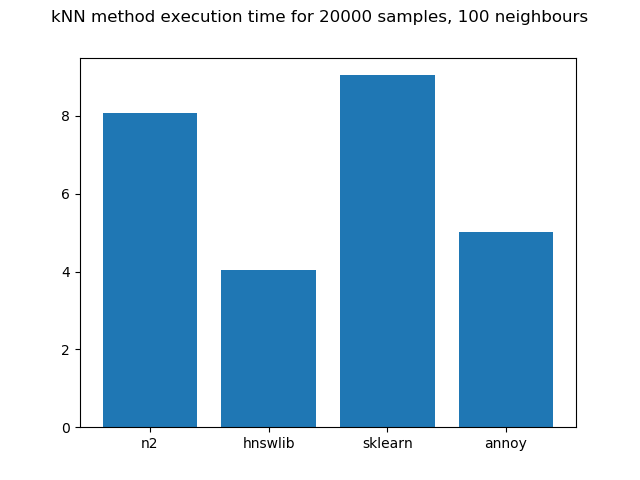 kNN method execution time for 20000 samples, 100 neighbours
8
6
4
2
0
n2
hnswlib
sklearn
annoy